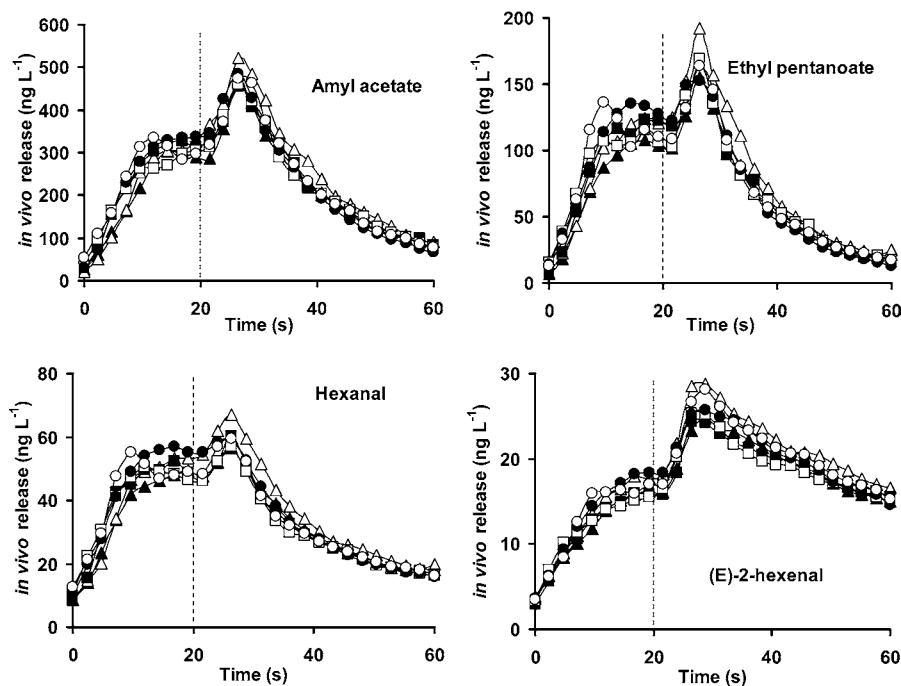 600
500
400
300
200
100
0
in vivo release (ng L-1)
Amyl acetate
0 20 40 60
Time (s)
200
150
100
50
0
in vivo release (ng L-1)
Ethyl pentanoate
0 20 40 60
Time (s)
80
60
40
20
0
in vivo release (ng L-1)
Hexanal
0 20 40 60
Time (s)
30
20
10
0
in vivo release (ng L-1)
(E)-2-hexenal
0 20 40 60
Time (s)